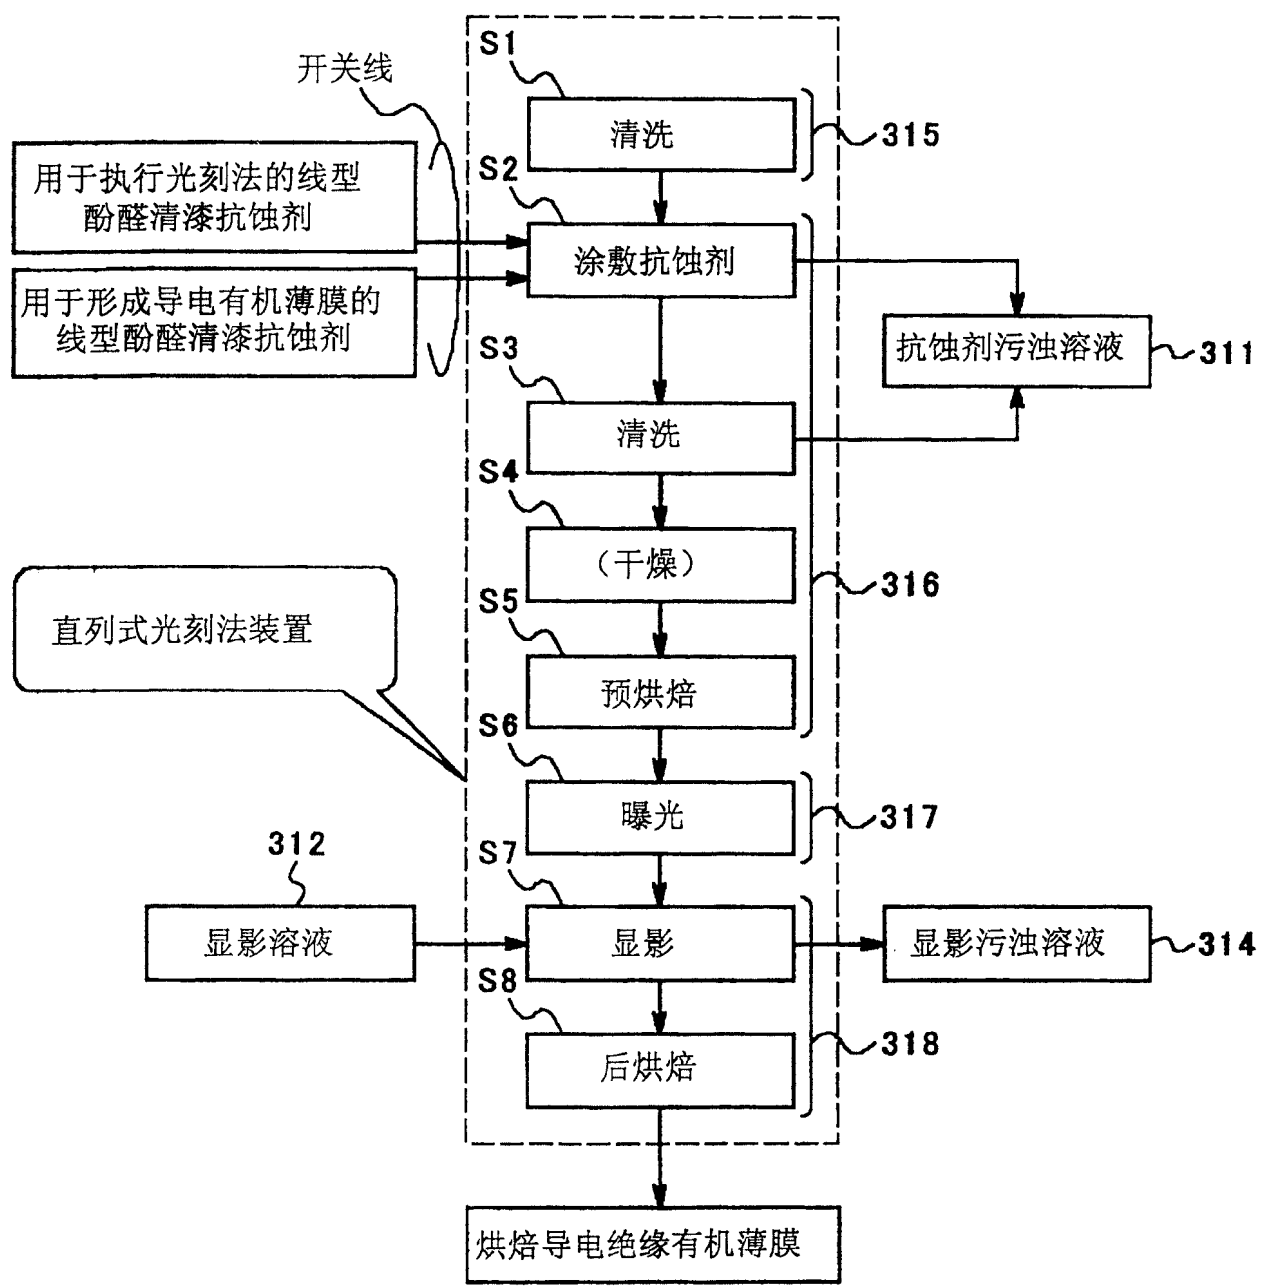 S1
开关线
清洗
315
S2
用于执行光刻法的线型
酚醛清漆抗蚀剂
涂敷抗蚀剂
用于形成导电有机薄膜的
线型酚醛清漆抗蚀剂
抗蚀剂污浊溶液
311
S3
清洗
S4
(干燥)
316
S5
直列式光刻法装置
预烘焙
S6
曝光
317
312
S7
显影溶液
显影
显影污浊溶液
314
S8
后烘焙
318
烘焙导电绝缘有机薄膜